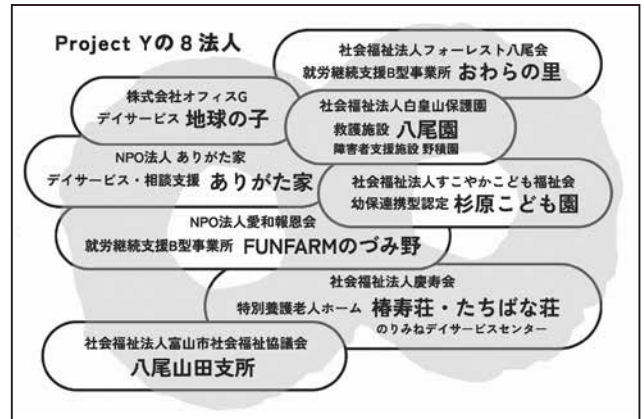 Project Yの8法人
社会福祉法人フォーレスト八尾会
就労継続支援B型事業所 おわらの里
株式会社オフィスG
デイサービス 地球の子
社会福祉法人白皇山保護園
救護施設 八尾園
障害者支援施設 野積園
NPO法人 ありがた家
デイサービス・相談支援 ありがた家
社会福祉法人すこやかこども福祉会
幼保連携型認定 杉原こども園
NPO法人愛和報恩会
就労継続支援B型事業所 FUNFARMのづみ野
社会福祉法人慶寿会
特別養護老人ホーム 椿寿荘・たちばな荘
のりみねデイサービスセンター
社会福祉法人富山市社会福祉協議会
八尾山田支所